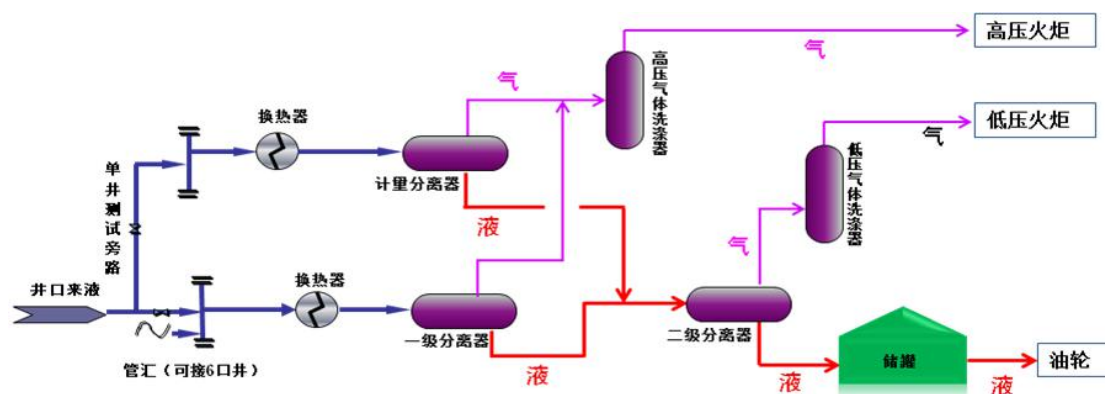 高压火炬
气
高压气体洗涤器
气
低压火炬
气
换热器
低压气体洗涤器
单井测试旁路
计量分离器
液
气
井口来液
换热器
一级分离器
二级分离器
管汇（可接6口井）
液
液
储罐
液
油轮